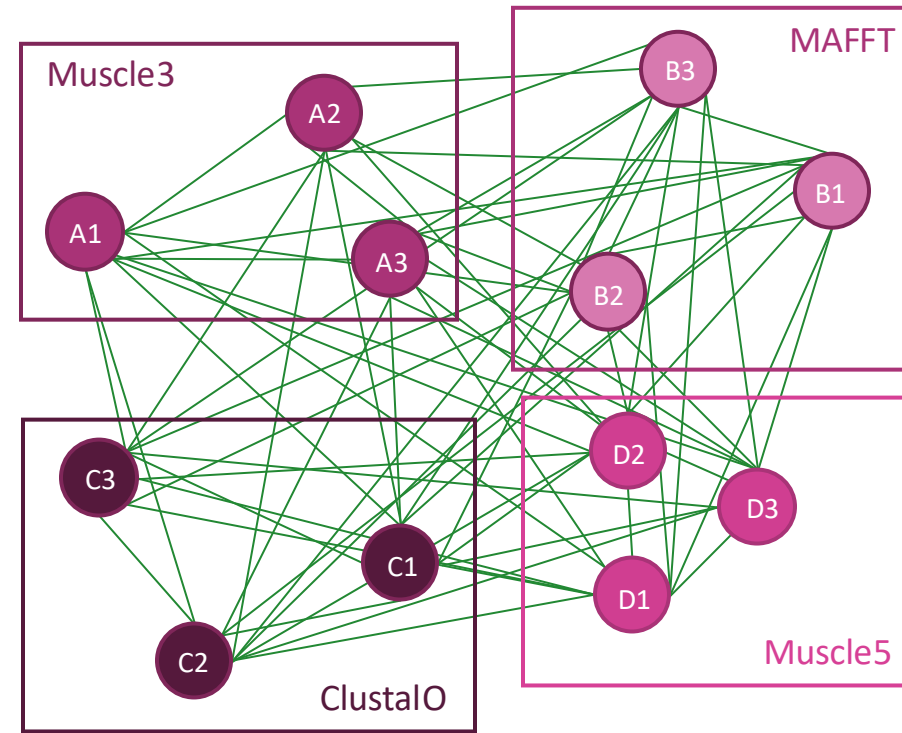 Muscle3
A2
A1
A3
MAFFT
B3
B1
B2
C3
C1
C2
ClustalO
D2
D3
D1
Muscle5